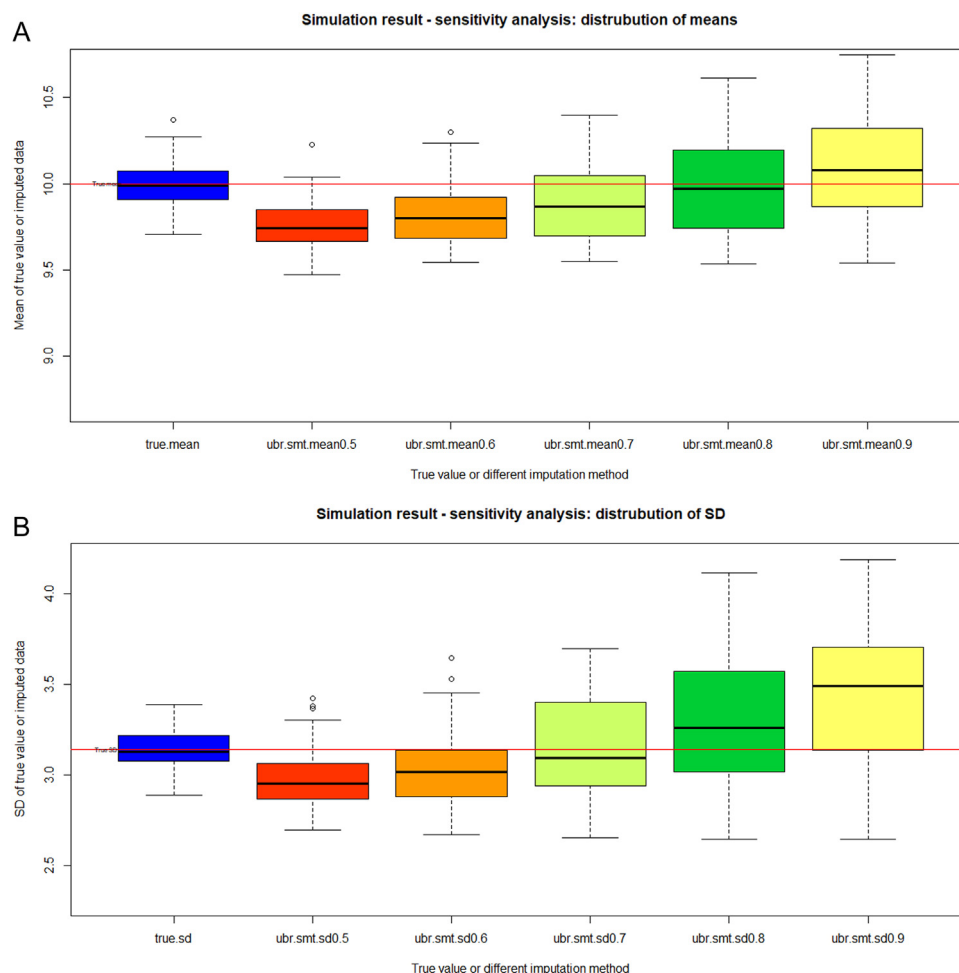 A
Simulation result - sensitivity analysis: distrubution of means
Mean of true value or imputed data
10.5
10.0
9.5
9.0
True mean
true.mean ubr.smt.mean0.5 ubr.smt.mean0.6 ubr.smt.mean0.7 ubr.smt.mean0.8 ubr.smt.mean0.9
True value or different imputation method
B
Simulation result - sensitivity analysis: distrubution of SD
SD of true value or imputed data
4.0
3.5
3.0
2.5
True SD
true.sd ubr.smt.sd0.5 ubr.smt.sd0.6 ubr.smt.sd0.7 ubr.smt.sd0.8 ubr.smt.sd0.9
True value or different imputation method